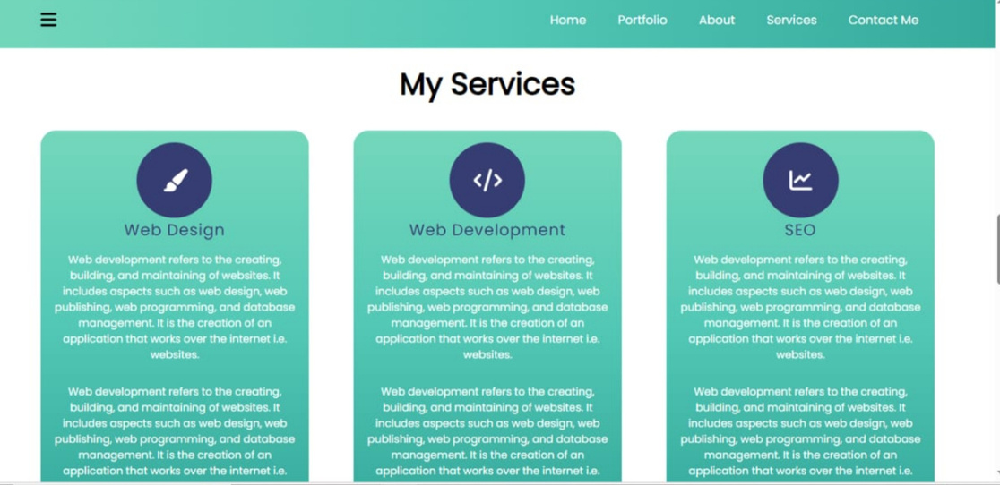 Home Portfolio About Services Contact Me
My Services
Web Design
Web development refers to the creating,
building, and maintaining of websites. It
includes aspects such as web design, web
publishing, web programming, and database
management. It is the creation of an
application that works over the internet i.e.
websites.
Web development refers to the creating,
building, and maintaining of websites. It
includes aspects such as web design, web
publishing, web programming, and database
management. It is the creation of an
application that works over the internet i.e.
Web Development
Web development refers to the creating,
building, and maintaining of websites. It
includes aspects such as web design, web
publishing, web programming, and database
management. It is the creation of an
application that works over the internet i.e.
websites.
Web development refers to the creating,
building, and maintaining of websites. It
includes aspects such as web design, web
publishing, web programming, and database
management. It is the creation of an
application that works over the internet i.e.
SEO
Web development refers to the creating,
building, and maintaining of websites. It
includes aspects such as web design, web
publishing, web programming, and database
management. It is the creation of an
application that works over the internet i.e.
websites.
Web development refers to the creating,
building, and maintaining of websites. It
includes aspects such as web design, web
publishing, web programming, and database
management. It is the creation of an
application that works over the internet i.e.